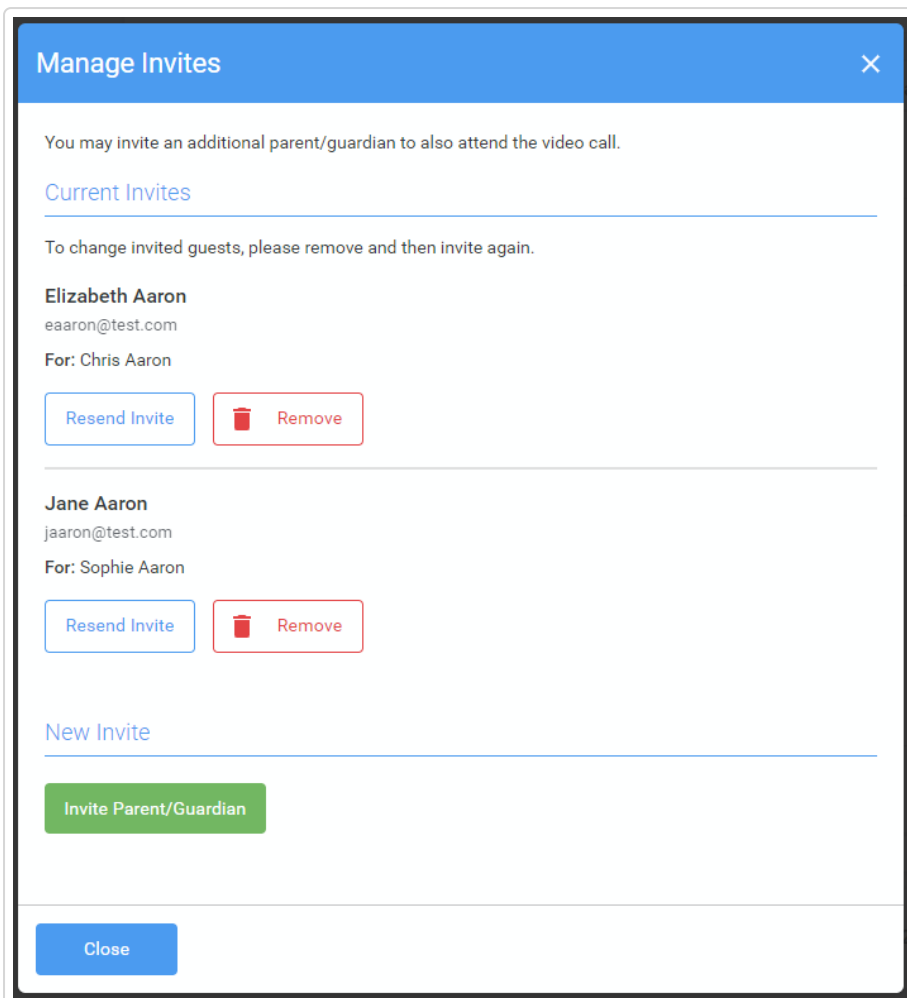 Manage Invites
You may invite an additional parent/guardian to also attend the video call.
Current Invites
To change invited guests, please remove and then invite again.
Elizabeth Aaron
eaaron@test.com
For: Chris Aaron
Resend Invite Remove
Jane Aaron
jaaron@test.com
For: Sophie Aaron
Resend Invite Remove
New Invite
Invite Parent/Guardian
Close